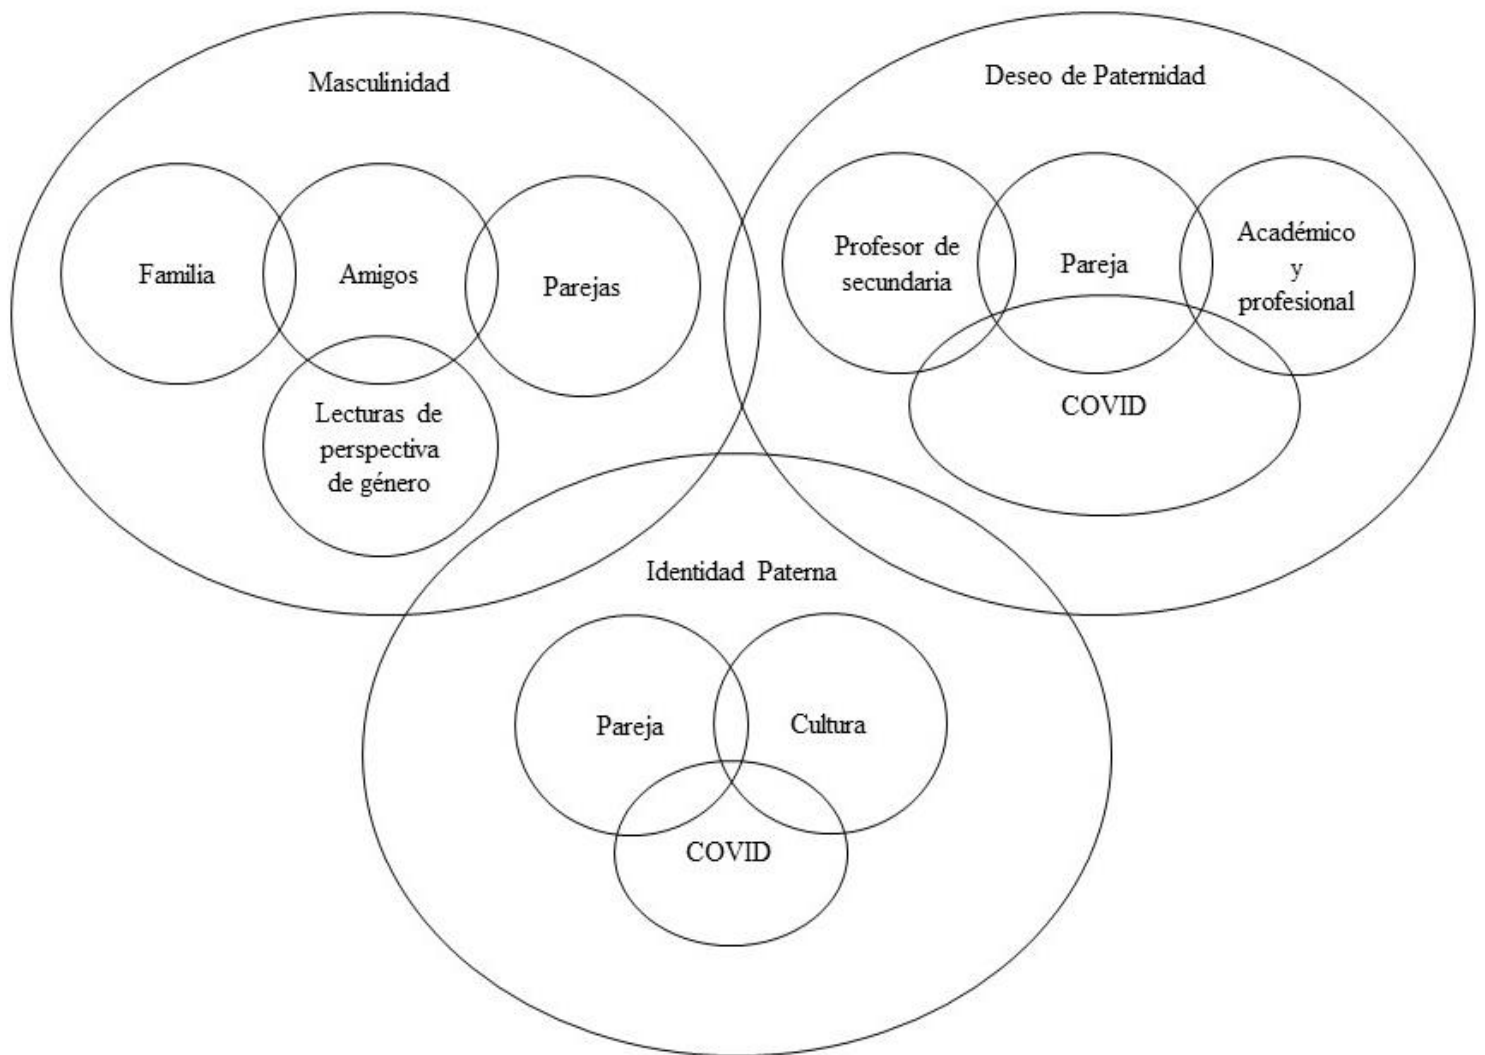 Masculinidad
Familia
Amigos
Parejas
Lecturas de
perspectiva
de género
Deseo de Paternidad
Profesor de
secundaria
Pareja
Académico
y
profesional
COVID
Identidad Paterna
Pareja
Cultura
COVID